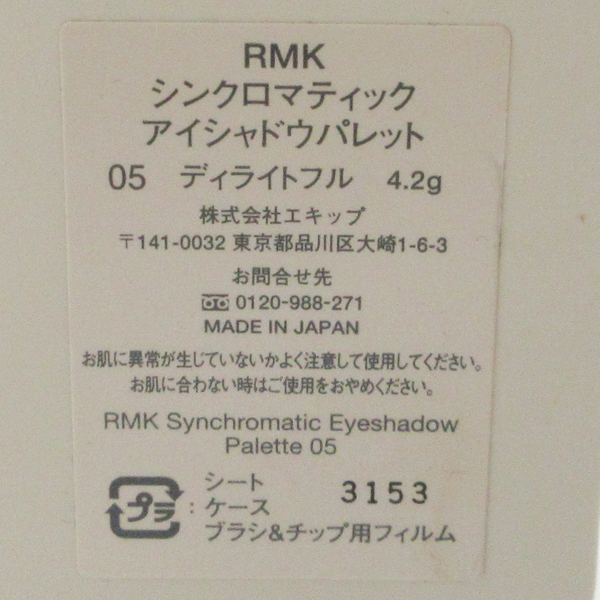 RMK
シンクロマティック
アイシャドウパレット
05 ディライトフル 4.2g
株式会社エキップ
〒141-0032 東京都品川区大崎1-6-3
お問合せ先
0120-988-271
MADE IN JAPAN
お肌に異常が生じていないかよく注意して使用してください。
お肌に合わない時はご使用をおやめください。
RMK Synchromatic Eyeshadow
Palette 05
シート
プラ : ケース
ブラシ&チップ用フィルム
3153